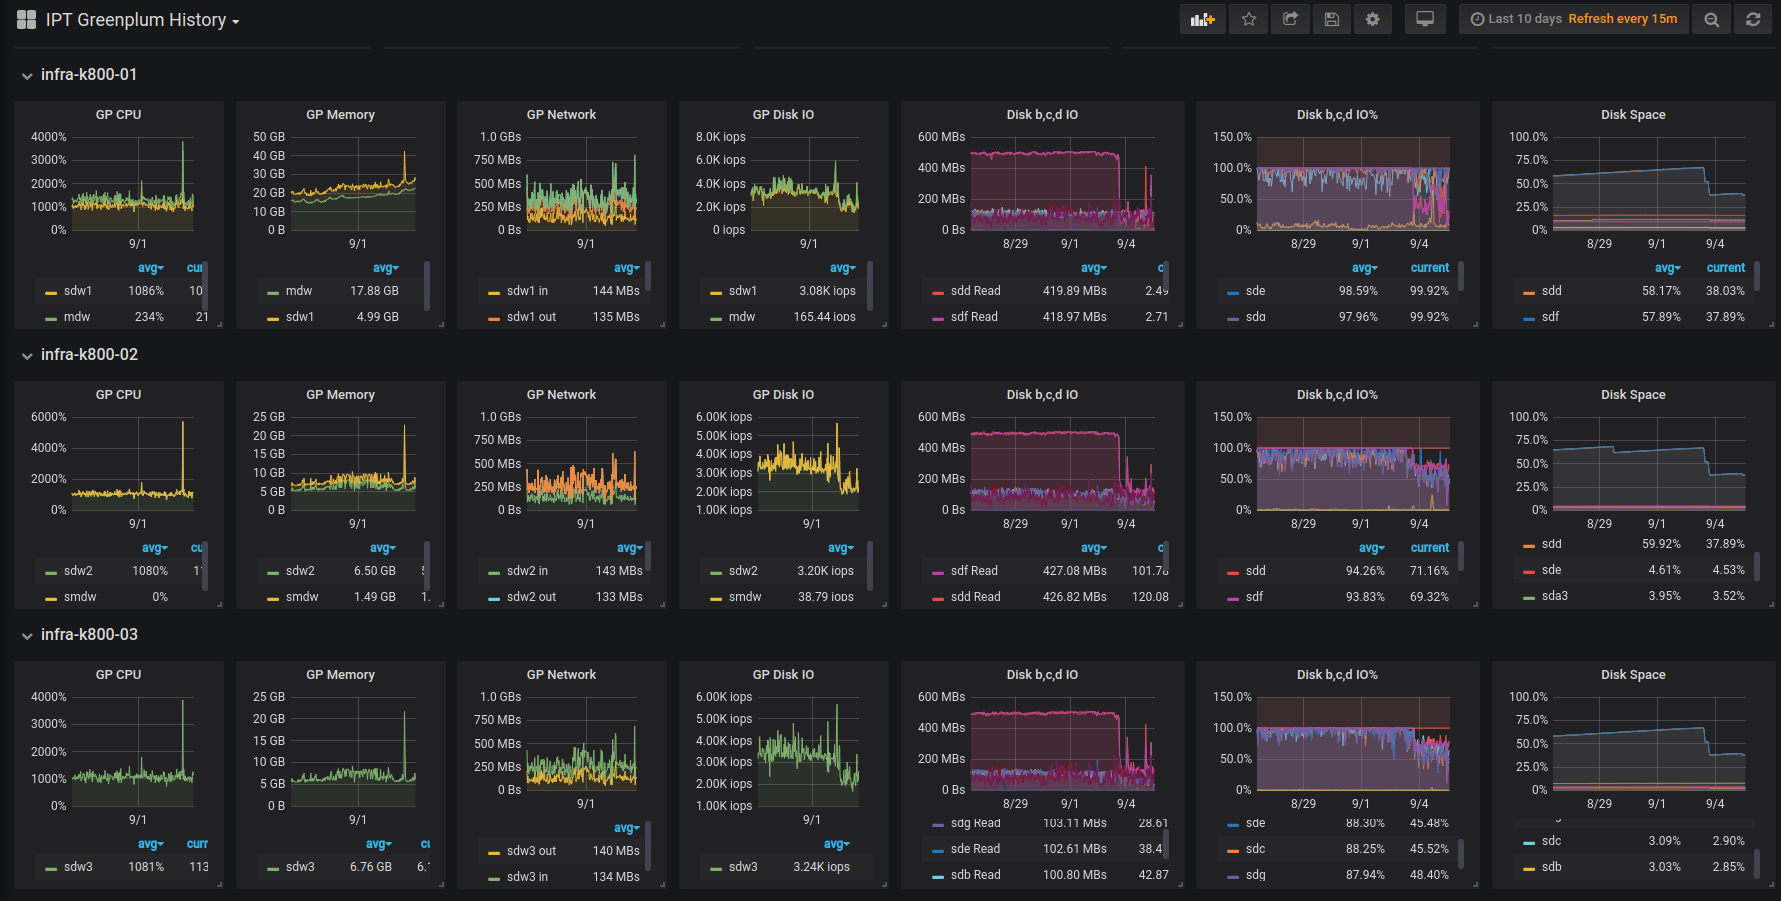 IPT Greenplum History
Last 10 days Refresh every 15m
infra-k800-01
GP CPU
4000%
3000%
2000%
1000%
0%
9/1
avg
sdw1 1086% 10
mdw 234% 21
GP Memory
50 GB
40 GB
30 GB
20 GB
10 GB
0 B
9/1
avg
mdw 17.88 GB
sdw1 4.99 GB
GP Network
1.0 GBs
750 MBs
500 MBs
250 MBs
0 Bs
9/1
avg
sdw1 in 144 MBs
sdw1 out 135 MBs
GP Disk IO
8.0K iops
6.0K iops
4.0K iops
2.0K iops
0 iops
9/1
avg
sdw1 3.08K iops
mdw 165.44 iops
Disk b,c,d IO
600 MBs
400 MBs
200 MBs
0 Bs
8/29 9/1 9/4
avg c
sdd Read 419.89 MBs 2.49
sdf Read 418.97 MBs 2.71
Disk b,c,d IO%
150.0%
100.0%
50.0%
0%
8/29 9/1 9/4
avg current
sde 98.59% 99.92%
97.96% 99.92%
Disk Space
100.0%
75.0%
50.0%
25.0%
0%
8/29 9/1 9/4
avg current
sdd 58.17% 38.03%
sdf 57.89% 37.89%
infra-k800-02
GP CPU
6000%
4000%
2000%
0%
9/1
avg cu
sdw2 1080% 1
smdw 0%
GP Memory
25 GB
20 GB
15 GB
10 GB
5 GB
0 B
9/1
avg
sdw2 6.50 GB
smdw 1.49 GB 1.
GP Network
1.0 GBs
750 MBs
500 MBs
250 MBs
0 Bs
9/1
avg
sdw2 in 143 MBs
sdw2 out 133 MBs
GP Disk IO
6.00K iops
5.00K iops
4.00K iops
3.00K iops
2.00K iops
1.00K iops
9/1
avg
sdw2 3.20K iops
smdw 38.79 iops
Disk b,c,d IO
600 MBs
400 MBs
200 MBs
0 Bs
8/29 9/1 9/4
avg c
sdf Read 427.08 MBs 101.78
sdd Read 426.82 MBs 120.08
Disk b,c,d IO%
150.0%
100.0%
50.0%
0%
8/29 9/1 9/4
avg current
sdd 94.26% 71.16%
sdf 93.83% 69.32%
Disk Space
100.0%
75.0%
50.0%
25.0%
0%
8/29 9/1 9/4
sdd 59.92% 37.89%
sde 4.61% 4.53%
sda3 3.95% 3.52%
infra-k800-03
GP CPU
4000%
3000%
2000%
1000%
0%
9/1
avg curr
sdw3 1081% 113
GP Memory
25 GB
20 GB
15 GB
10 GB
5 GB
0 B
9/1
avg cu
sdw3 6.76 GB 6.
GP Network
1.0 GBs
750 MBs
500 MBs
250 MBs
0 Bs
9/1
avg
sdw3 out 140 MBs
sdw3 in 134 MBs
GP Disk IO
6.00K iops
5.00K iops
4.00K iops
3.00K iops
2.00K iops
1.00K iops
9/1
avg
sdw3 3.24K iops
Disk b,c,d IO
600 MBs
400 MBs
200 MBs
0 Bs
8/29 9/1 9/4
sdg Read 103.11 MBs 28.61
sde Read 102.61 MBs 38.4
sdb Read 100.80 MBs 42.87
Disk b,c,d IO%
150.0%
100.0%
50.0%
0%
8/29 9/1 9/4
sde 88.30% 45.48%
sdc 88.25% 45.52%
sdg 87.94% 48.40%
Disk Space
100.0%
75.0%
50.0%
25.0%
0%
8/29 9/1 9/4
sdc 3.09% 2.90%
sdb 3.03% 2.85%